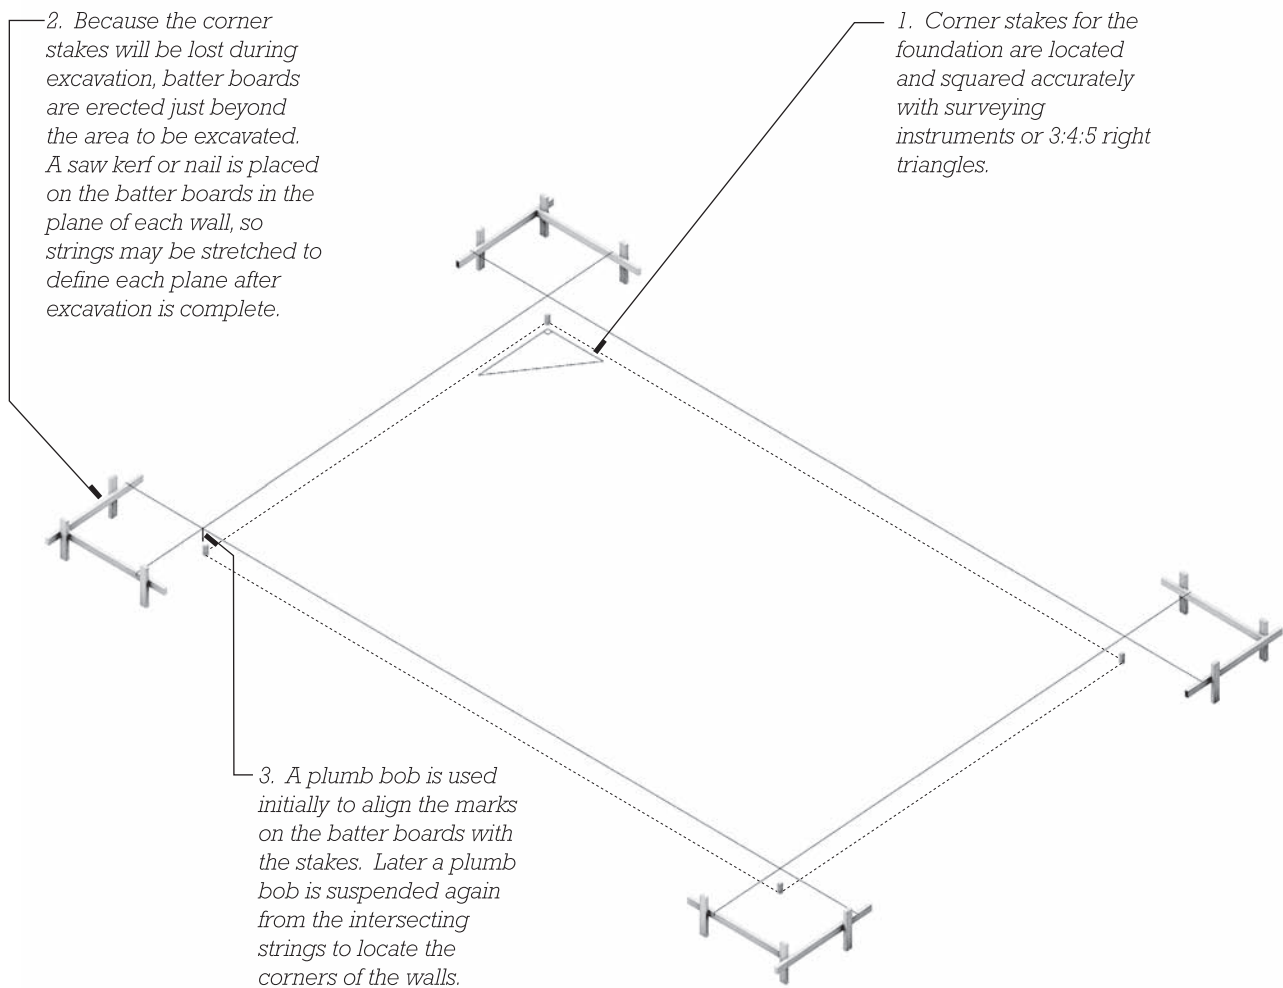 2. Because the corner
stakes will be lost during
excavation, batter boards
are erected just beyond
the area to be excavated.
A saw kerf or nail is placed
on the batter boards in the
plane of each wall, so
strings may be stretched to
define each plane after
excavation is complete.
1. Corner stakes for the
foundation are located
and squared accurately
with surveying
instruments or 3:4:5 right
triangles.
3. A plumb bob is used
initially to align the marks
on the batter boards with
the stakes. Later a plumb
bob is suspended again
from the intersecting
strings to locate the
corners of the walls.